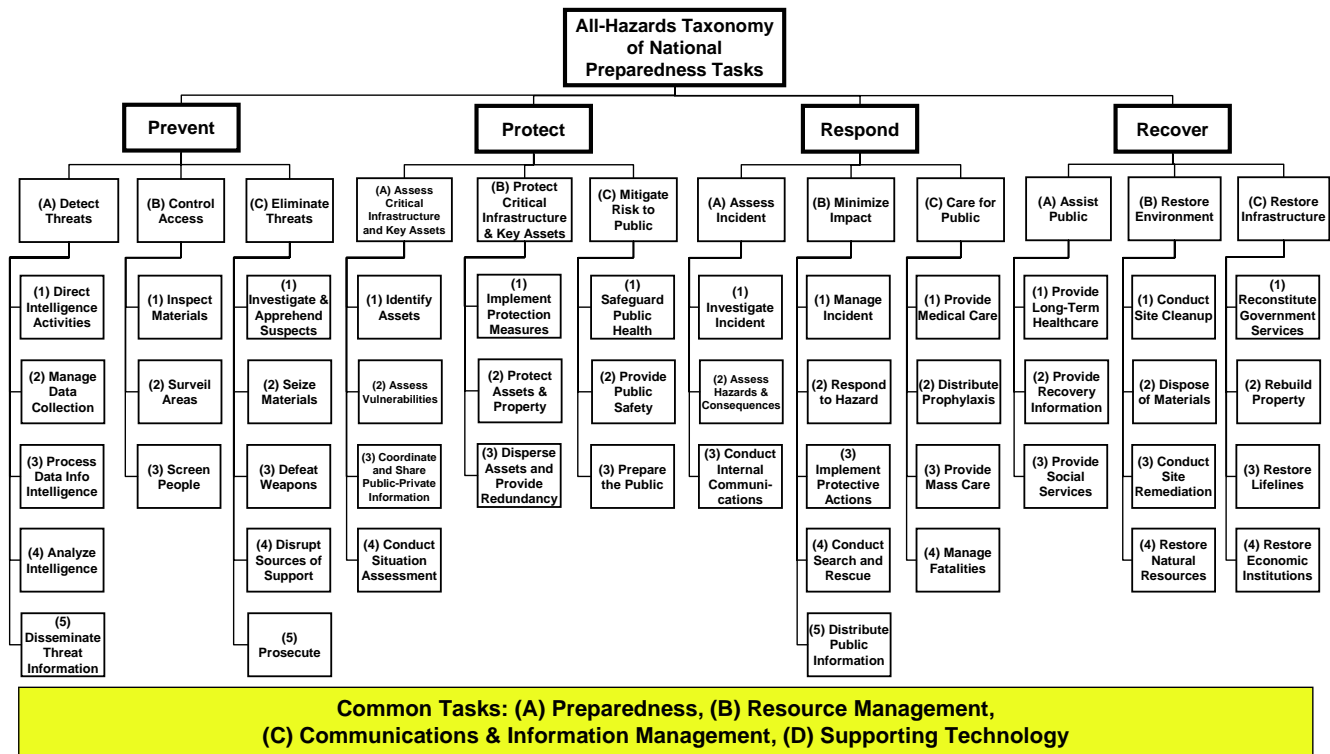 All-Hazards Taxonomy
of National
Preparedness Tasks
Prevent
Protect
Respond
Recover
(A) Detect
Threats
(B) Control
Access
(C) Eliminate
Threats
(A) Assess
Critical
Infrastructure
and Key Assets
(B) Protect
Critical
Infrastructure
& Key Assets
(C) Mitigate
Risk to
Public
(A) Assess
Incident
(B) Minimize
Impact
(C) Care for
Public
(A) Assist
Public
(B) Restore
Environment
(C) Restore
Infrastructure
(1) Direct
Intelligence
Activities
(2) Manage
Data
Collection
(3) Process
Data Info
Intelligence
(4) Analyze
Intelligence
(5)
Disseminate
Threat
Information
(1) Inspect
Materials
(2) Surveil
Areas
(3) Screen
People
(1)
Investigate &
Apprehend
Suspects
(2) Seize
Materials
(3) Defeat
Weapons
(4) Disrupt
Sources of
Support
(5)
Prosecute
(1) Identify
Assets
(2) Assess
Vulnerabilities
(3) Coordinate
and Share
Public-Private
Information
(4) Conduct
Situation
Assessment
(1)
Implement
Protection
Measures
(2) Protect
Assets &
Property
(3) Disperse
Assets and
Provide
Redundancy
(1)
Safeguard
Public
Health
(2) Provide
Public
Safety
(3) Prepare
the Public
(1)
Investigate
Incident
(2) Assess
Hazards &
Consequences
(3) Conduct
Internal
Communi-
cations
(1) Manage
Incident
(2) Respond
to Hazard
(3)
Implement
Protective
Actions
(4) Conduct
Search and
Rescue
(5) Distribute
Public
Information
(1) Provide
Medical Care
(2) Distribute
Prophylaxis
(3) Provide
Mass Care
(4) Manage
Fatalities
(1) Provide
Long-Term
Healthcare
(2) Provide
Recovery
Information
(3) Provide
Social
Services
(1) Conduct
Site Cleanup
(2) Dispose
of Materials
(3) Conduct
Site
Remediation
(4) Restore
Natural
Resources
(1)
Reconstitute
Government
Services
(2) Rebuild
Property
(3) Restore
Lifelines
(4) Restore
Economic
Institutions
Common Tasks: (A) Preparedness, (B) Resource Management,
(C) Communications & Information Management, (D) Supporting Technology